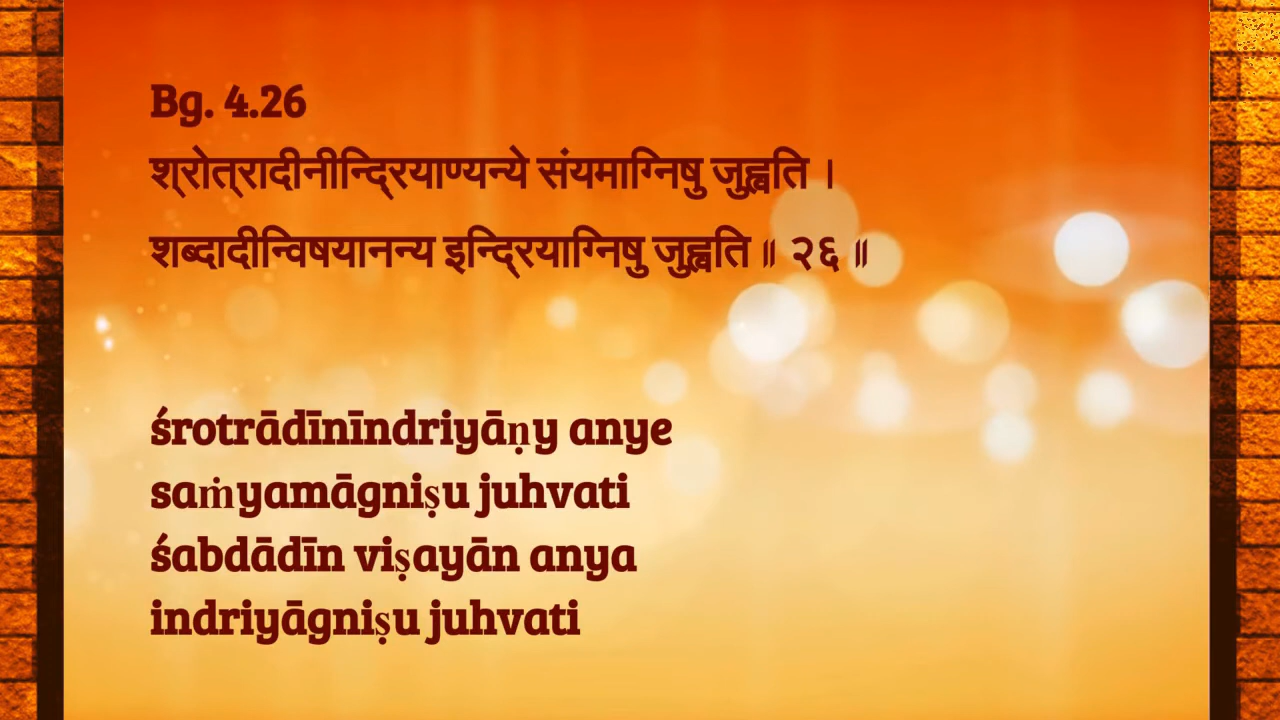 Bg. 4.26
श्रोत्रादीनीन्द्रियाण्यन्ये संयमाग्निषु जुह्वति ।
शब्दादीन्विषयानन्य इन्द्रियाग्निषु जुह्वति ॥ २६ ॥
śrotrādīnīndriyāṇy anye
saṁyamāgniṣu juhvati
śabdādīn viṣayān anya
indriyāgniṣu juhvati